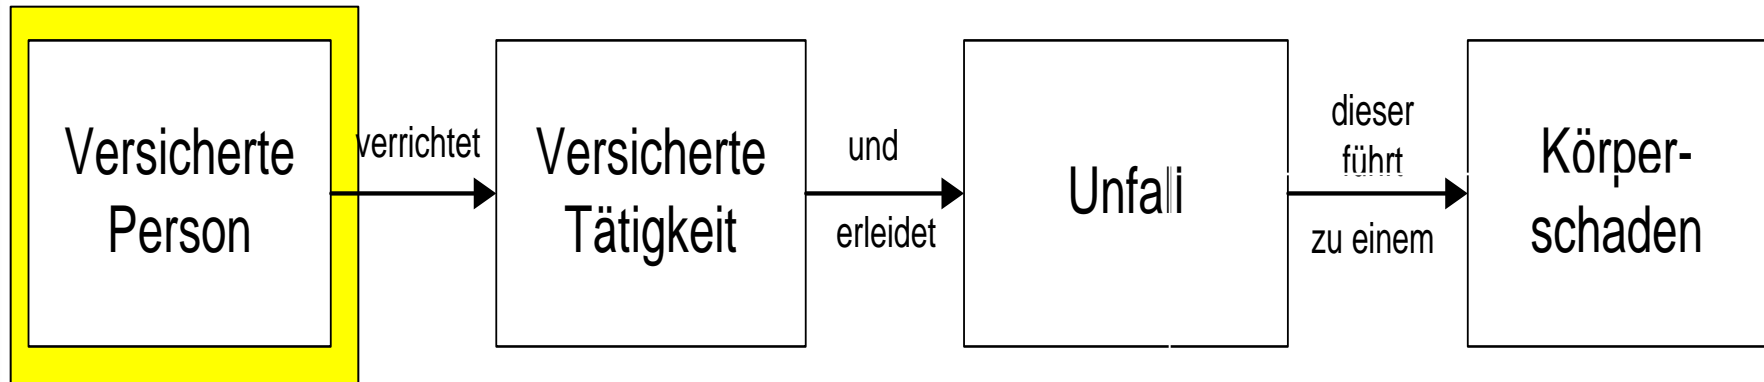 Versicherte
Person
verrichtet
Versicherte
Tätigkeit
und
erleidet
Unfall
dieser
führt
zu einem
Körper-
schaden